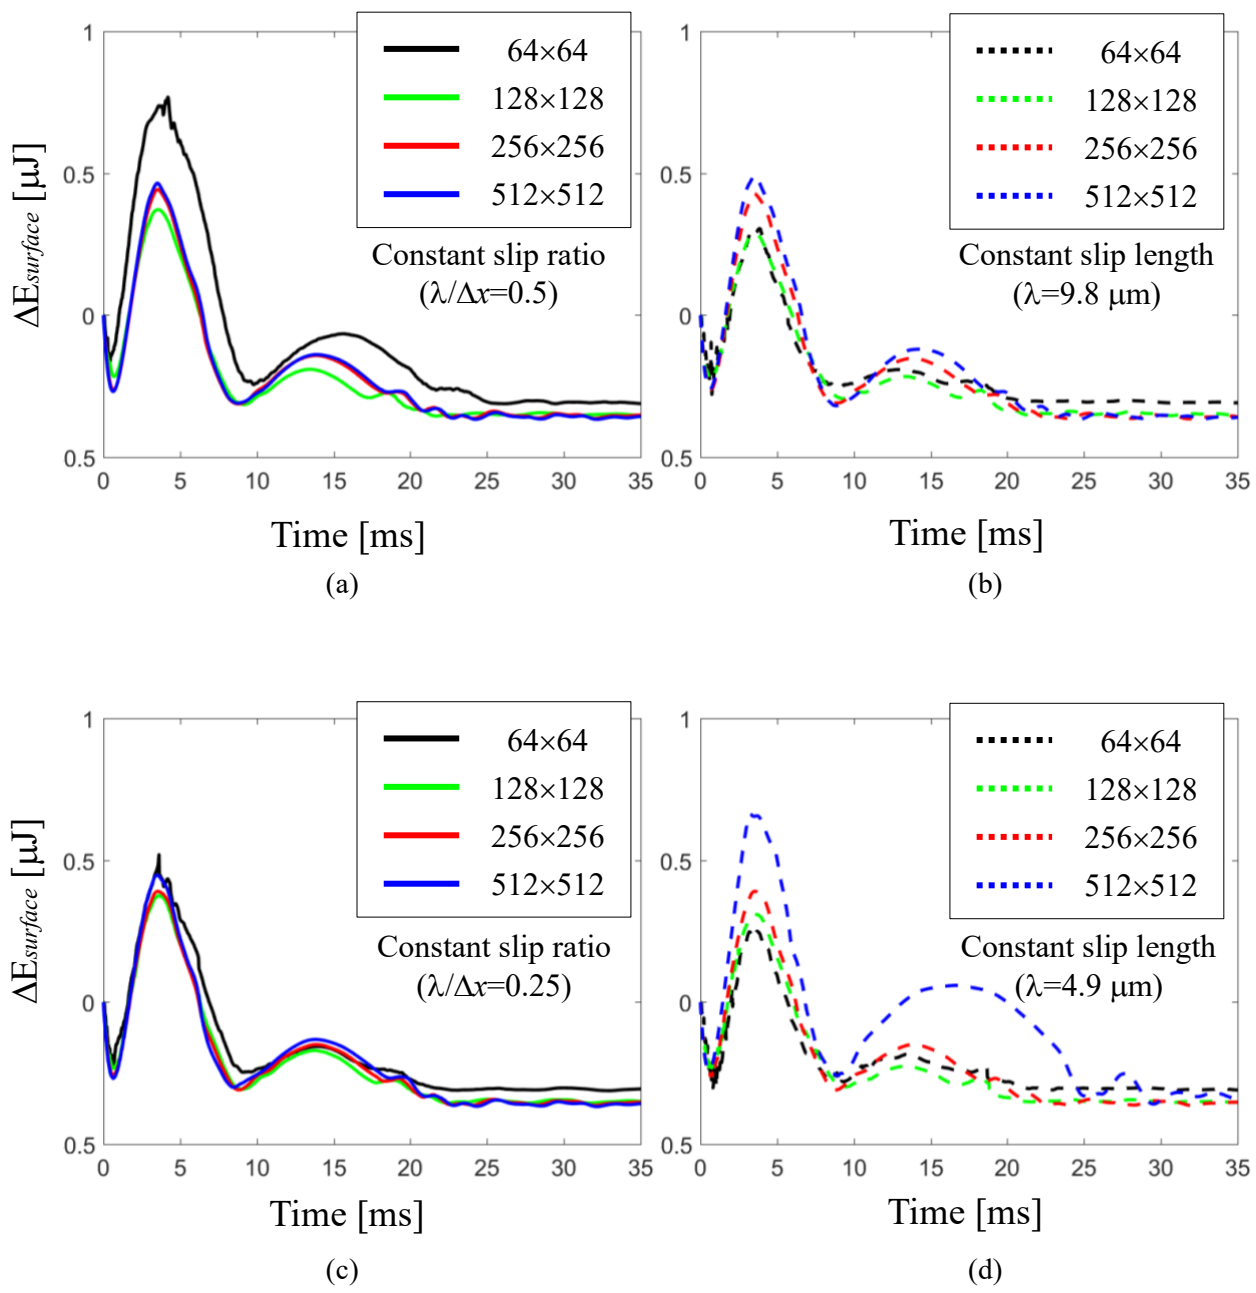 1
0.5
0
0.5
0 5 10 15 20 25 30 35
ΔEsurface [μJ]
Time [ms]
64×64
128×128
256×256
512×512
Constant slip ratio
(λ/Δx=0.5)
(a)
1
0.5
0
0.5
0 5 10 15 20 25 30 35
Time [ms]
64×64
128×128
256×256
512×512
Constant slip length
(λ=9.8 μm)
(b)
1
0.5
0
0.5
0 5 10 15 20 25 30 35
ΔEsurface [μJ]
Time [ms]
64×64
128×128
256×256
512×512
Constant slip ratio
(λ/Δx=0.25)
(c)
1
0.5
0
0.5
0 5 10 15 20 25 30 35
Time [ms]
64×64
128×128
256×256
512×512
Constant slip length
(λ=4.9 μm)
(d)